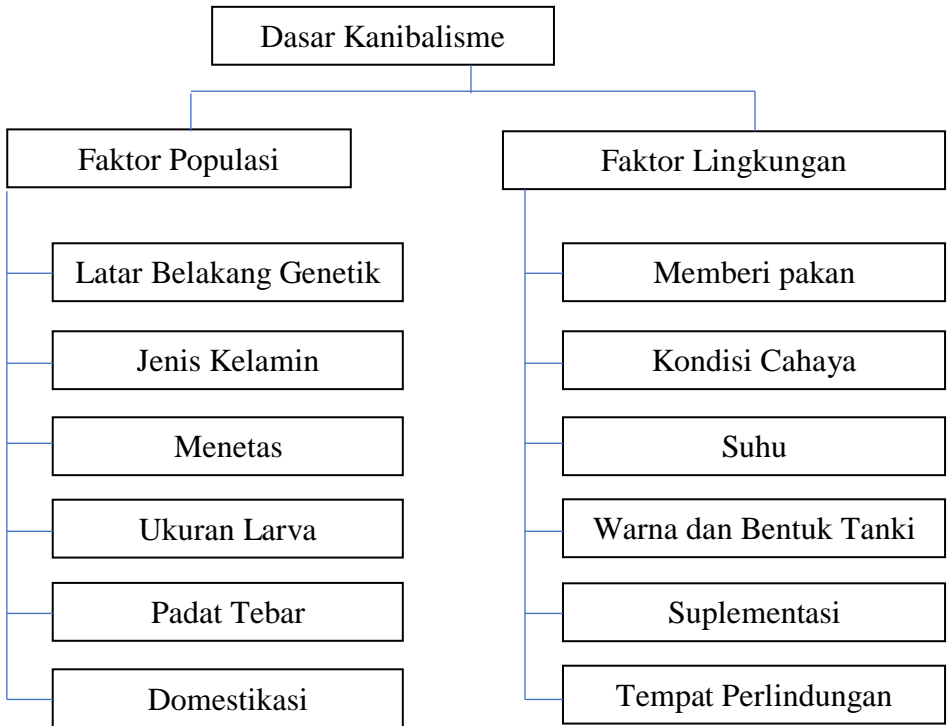 Dasar Kanibalisme
Faktor Populasi
Latar Belakang Genetik
Jenis Kelamin
Menetas
Ukuran Larva
Padat Tebar
Domestikasi
Faktor Lingkungan
Memberi pakan
Kondisi Cahaya
Suhu
Warna dan Bentuk Tanki
Suplementasi
Tempat Perlindungan